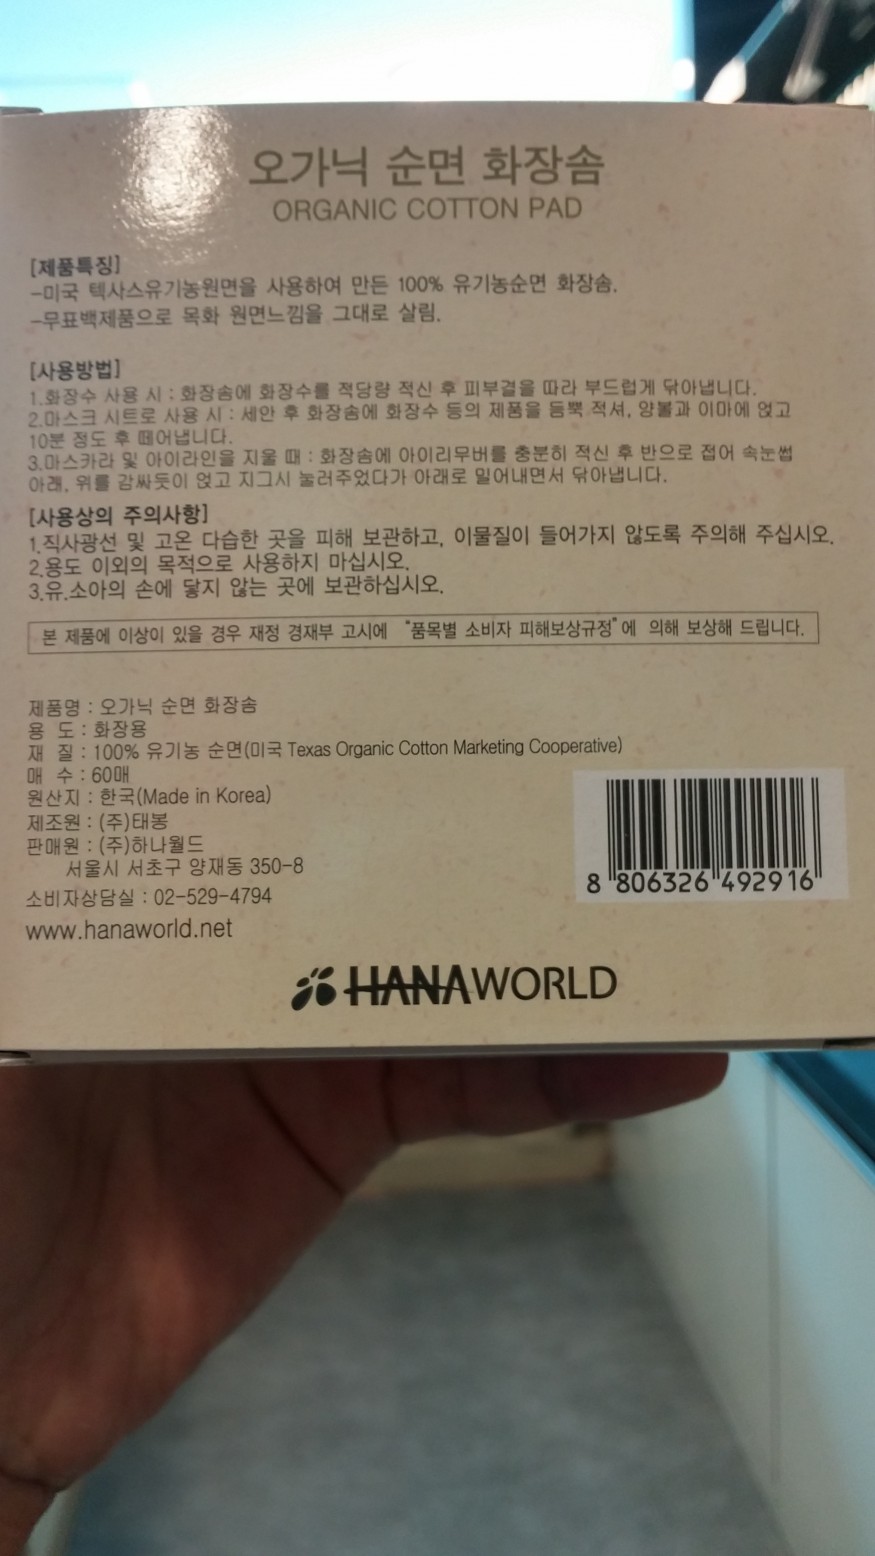 오가닉 순면 화장솜
ORGANIC COTTON PAD
[제품특징]
-미국 텍사스유기농원면을 사용하여 만든 100% 유기농순면 화장솜.
-무표백제품으로 목화 원면느낌을 그대로 살림.
[사용방법]
1.화장수 사용 시 : 화장솜에 화장수를 적당량 적신 후 피부결을 따라 부드럽게 닦아냅니다.
2.마스크 시트로 사용 시 : 세안 후 화장솜에 화장수 등의 제품을 듬뿍 적셔, 양볼과 이마에 얹고
10분 정도 후 떼어냅니다.
3.마스카라 및 아이라인을 지울 때 : 화장솜에 아이리무버를 충분히 적신 후 반으로 접어 속눈썹
아래, 위를 감싸듯이 얹고 지그시 눌러주었다가 아래로 밀어내면서 닦아냅니다.
[사용상의 주의사항]
1.직사광선 및 고온 다습한 곳을 피해 보관하고, 이물질이 들어가지 않도록 주의해 주십시오.
2.용도 이외의 목적으로 사용하지 마십시오.
3.유.소아의 손에 닿지 않는 곳에 보관하십시오.
본 제품에 이상이 있을 경우 재정 경재부 고시에 "품목별 소비자 피해보상규정"에 의해 보상해 드립니다.
제품명 : 오가닉 순면 화장솜
용 도 : 화장용
재 질 : 100% 유기농 순면(미국 Texas Organic Cotton Marketing Cooperative)
매 수 : 60매
원산지 : 한국(Made in Korea)
제조원 : (주)태봉
판매원 : (주)하나월드
서울시 서초구 양재동 350-8
소비자상담실 : 02-529-4794
www.hanaworld.net
8 806326 492916
HANAWORLD